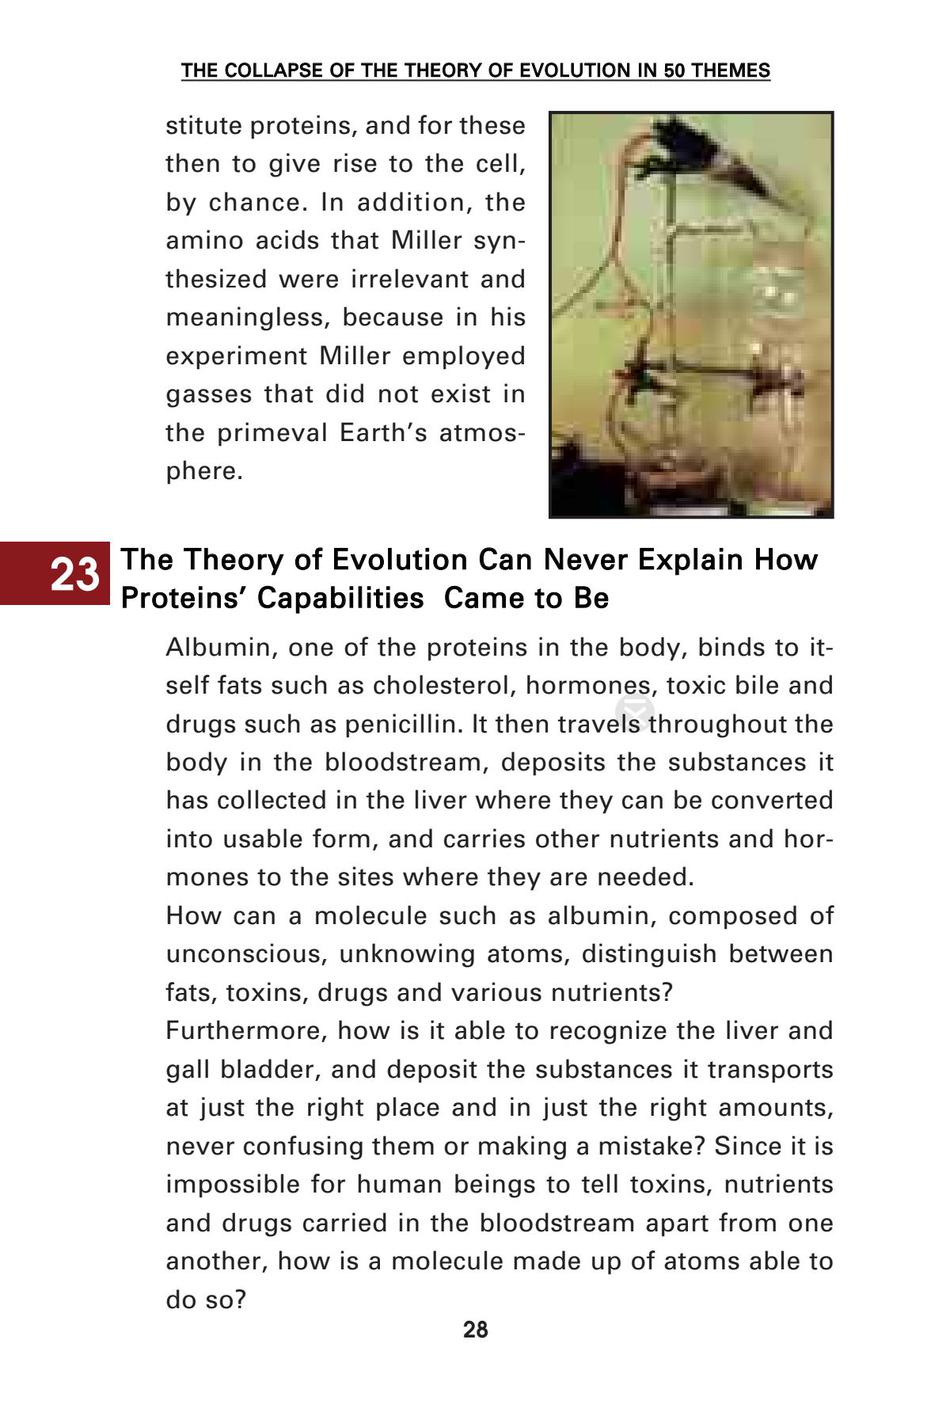 THE COLLAPSE OF THE THEORY OF EVOLUTION IN 50 THEMES
stitute proteins, and for these
then to give rise to the cell,
by chance. In addition, the
amino acids that Miller syn-
thesized were irrelevant and
meaningless, because in his
experiment Miller employed
gasses that did not exist in
the primeval Earth’s atmos-
phere.
23
The Theory of Evolution Can Never Explain How
Proteins’ Capabilities Came to Be
Albumin, one of the proteins in the body, binds to it-
self fats such as cholesterol, hormones, toxic bile and
drugs such as penicillin. It then travels throughout the
body in the bloodstream, deposits the substances it
has collected in the liver where they can be converted
into usable form, and carries other nutrients and hor-
mones to the sites where they are needed.
How can a molecule such as albumin, composed of
unconscious, unknowing atoms, distinguish between
fats, toxins, drugs and various nutrients?
Furthermore, how is it able to recognize the liver and
gall bladder, and deposit the substances it transports
at just the right place and in just the right amounts,
never confusing them or making a mistake? Since it is
impossible for human beings to tell toxins, nutrients
and drugs carried in the bloodstream apart from one
another, how is a molecule made up of atoms able to
do so?
28